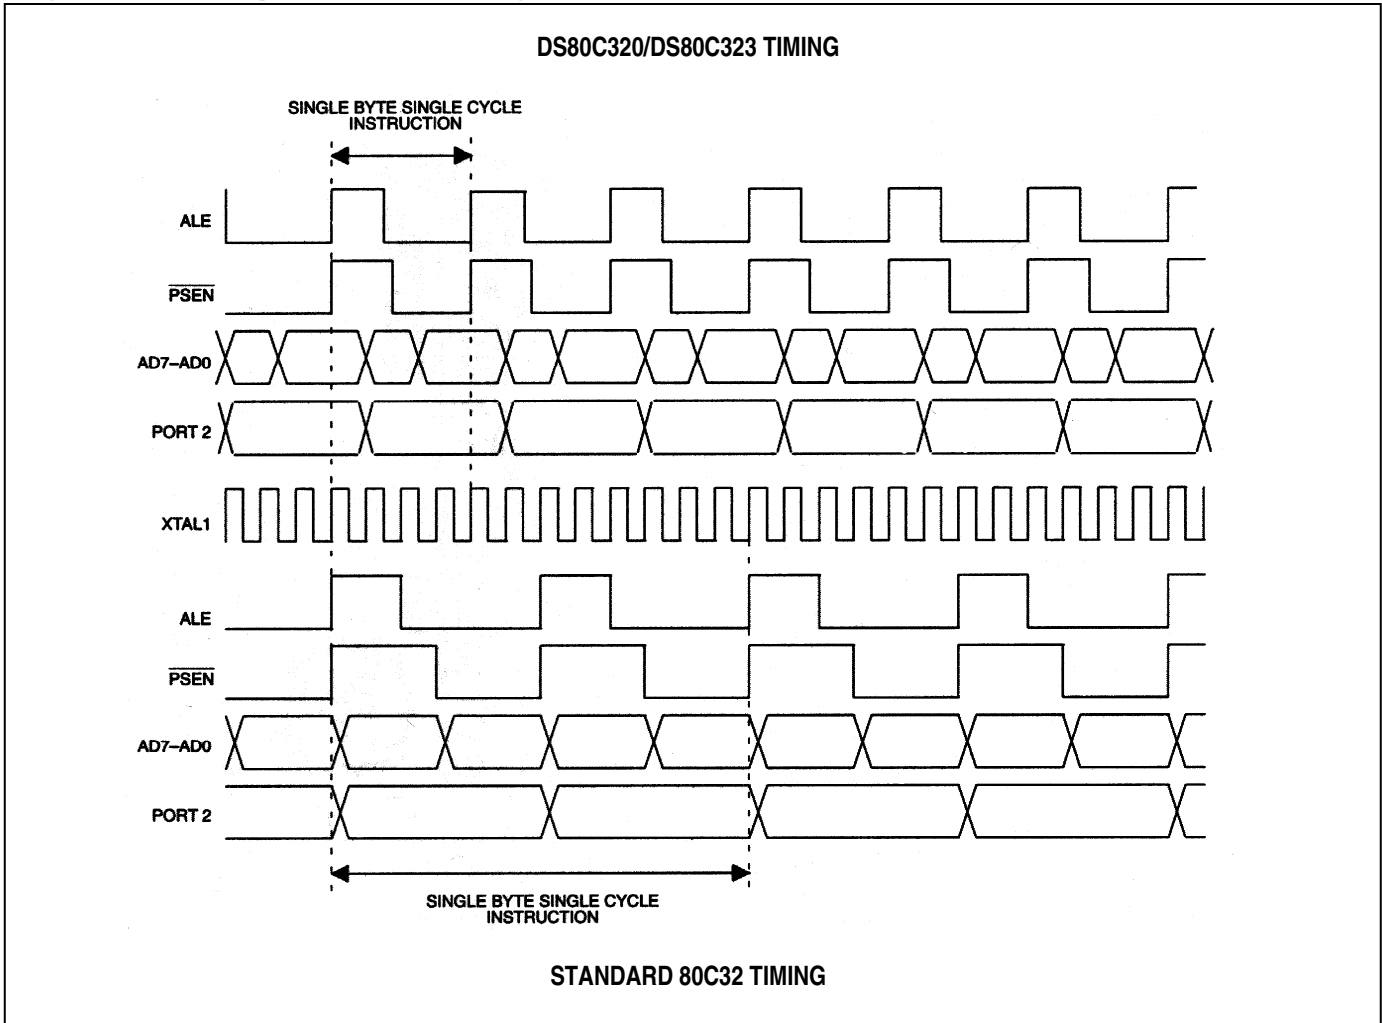 DS80C320/DS80C323 TIMING
SINGLE BYTE SINGLE CYCLE
INSTRUCTION
ALE
PSEN
AD7–AD0
PORT 2
XTAL1
ALE
PSEN
AD7–AD0
PORT 2
SINGLE BYTE SINGLE CYCLE
INSTRUCTION
STANDARD 80C32 TIMING